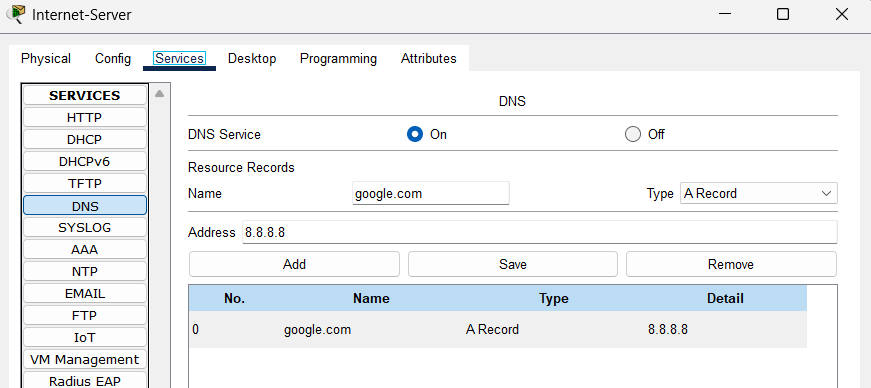 Internet-Server
Physical Config Services Desktop Programming Attributes
SERVICES
HTTP
DHCP
DHCPv6
TFTP
DNS
SYSLOG
AAA
NTP
EMAIL
FTP
IoT
VM Management
Radius EAP
DNS
DNS Service On Off
Resource Records
Name google.com Type A Record
Address 8.8.8.8
Add Save Remove
No. Name Type Detail
0 google.com A Record 8.8.8.8